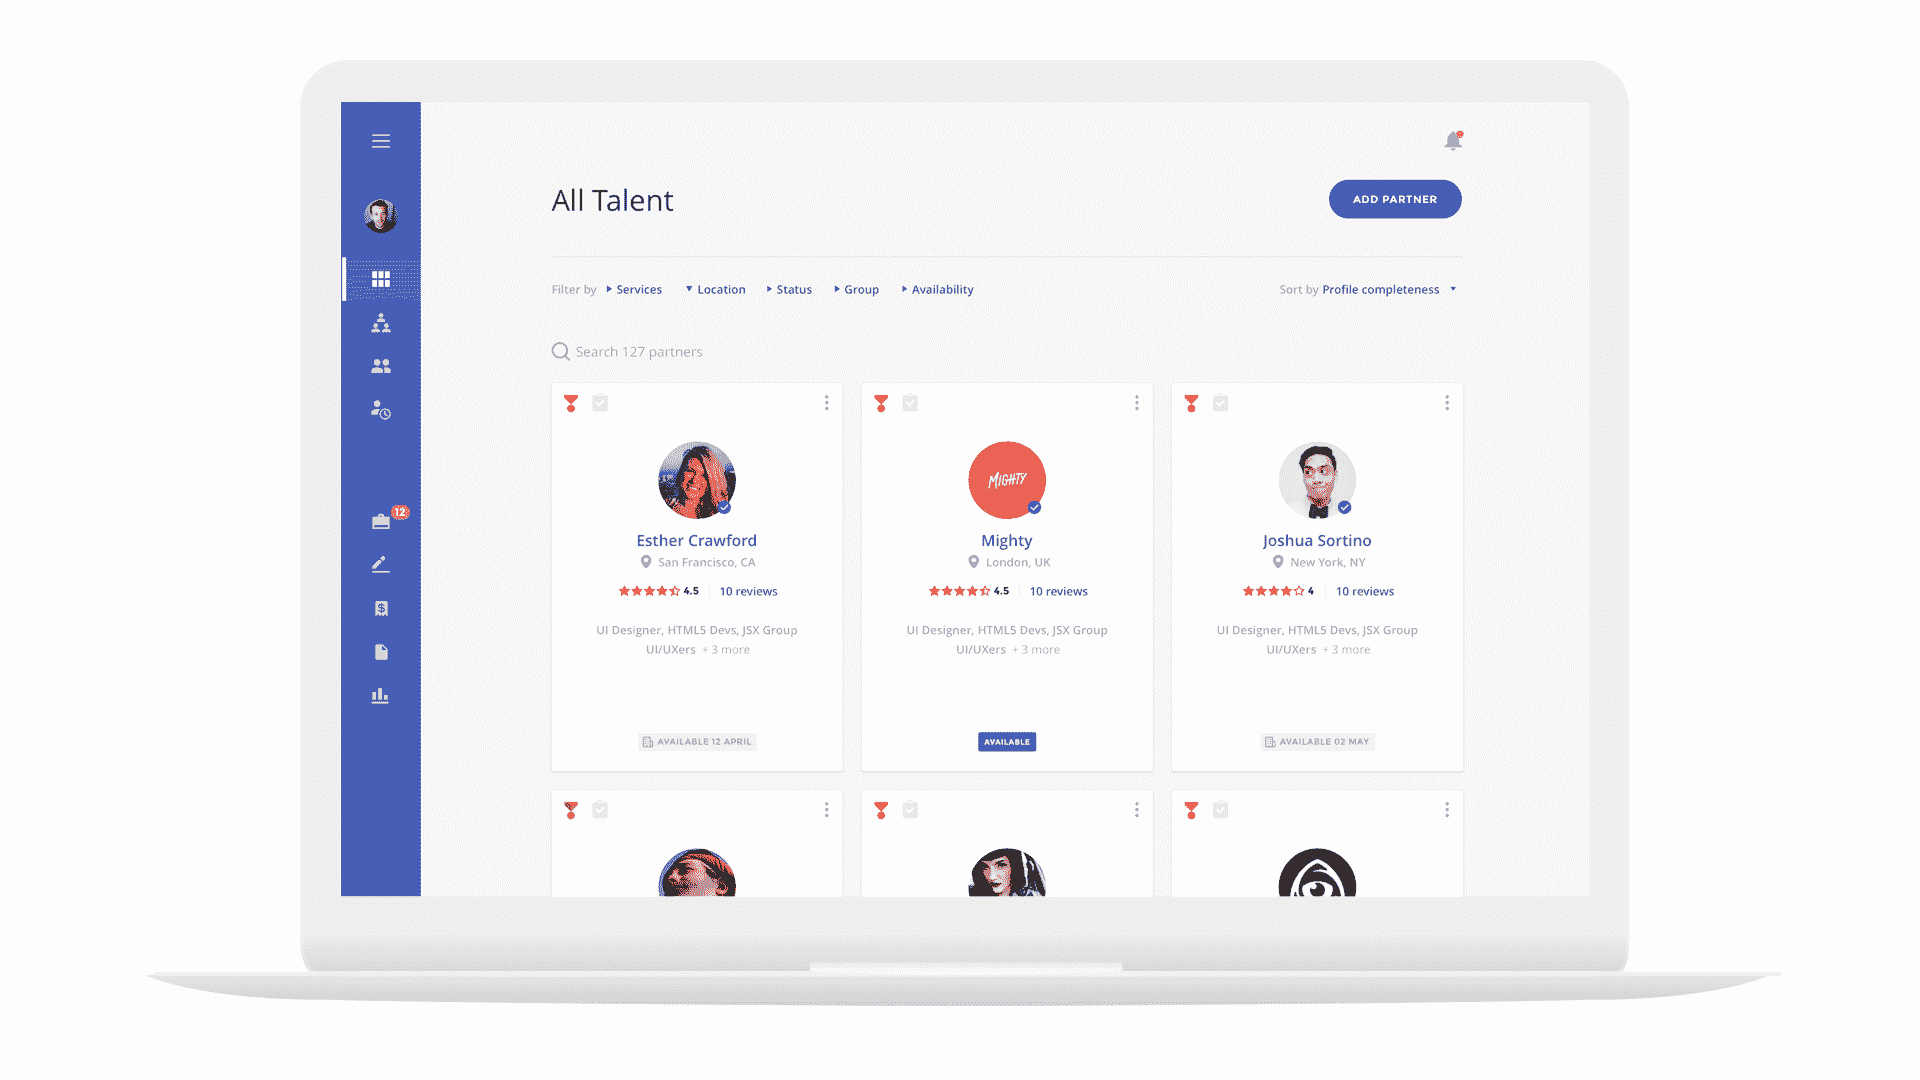 All Talent
ADD PARTNER
Filter by Services Location Status Group Availability
Sort by Profile completeness
Search 127 partners
12
MIGHTY
Esther Crawford
San Francisco, CA
4.5 10 reviews
UI Designer, HTML5 Devs, JSX Group
UI/UXers + 3 more
AVAILABLE 12 APRIL
Mighty
London, UK
4.5 10 reviews
UI Designer, HTML5 Devs, JSX Group
UI/UXers + 3 more
AVAILABLE
Joshua Sortino
New York, NY
4 10 reviews
UI Designer, HTML5 Devs, JSX Group
UI/UXers + 3 more
AVAILABLE 02 MAY